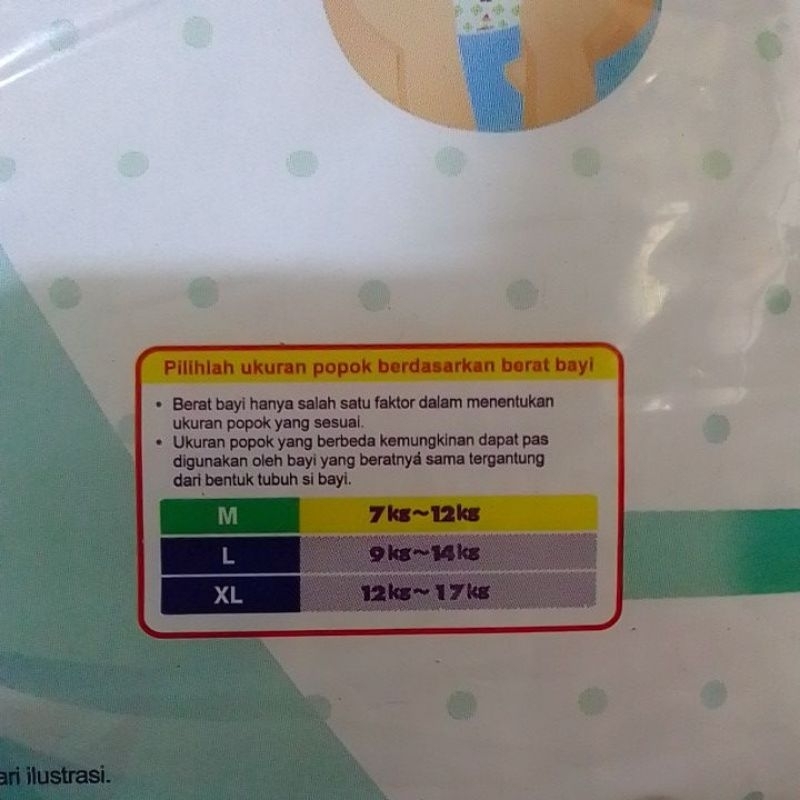 Pilihlah ukuran popok berdasarkan berat bayi
• Berat bayi hanya salah satu faktor dalam menentukan
ukuran popok yang sesuai.
• Ukuran popok yang berbeda kemungkinan dapat pas
digunakan oleh bayi yang beratnya sama tergantung
dari bentuk tubuh si bayi.
M 7kg~12kg
L 9kg~14kg
XL 12kg~17kg
ilustrasi.